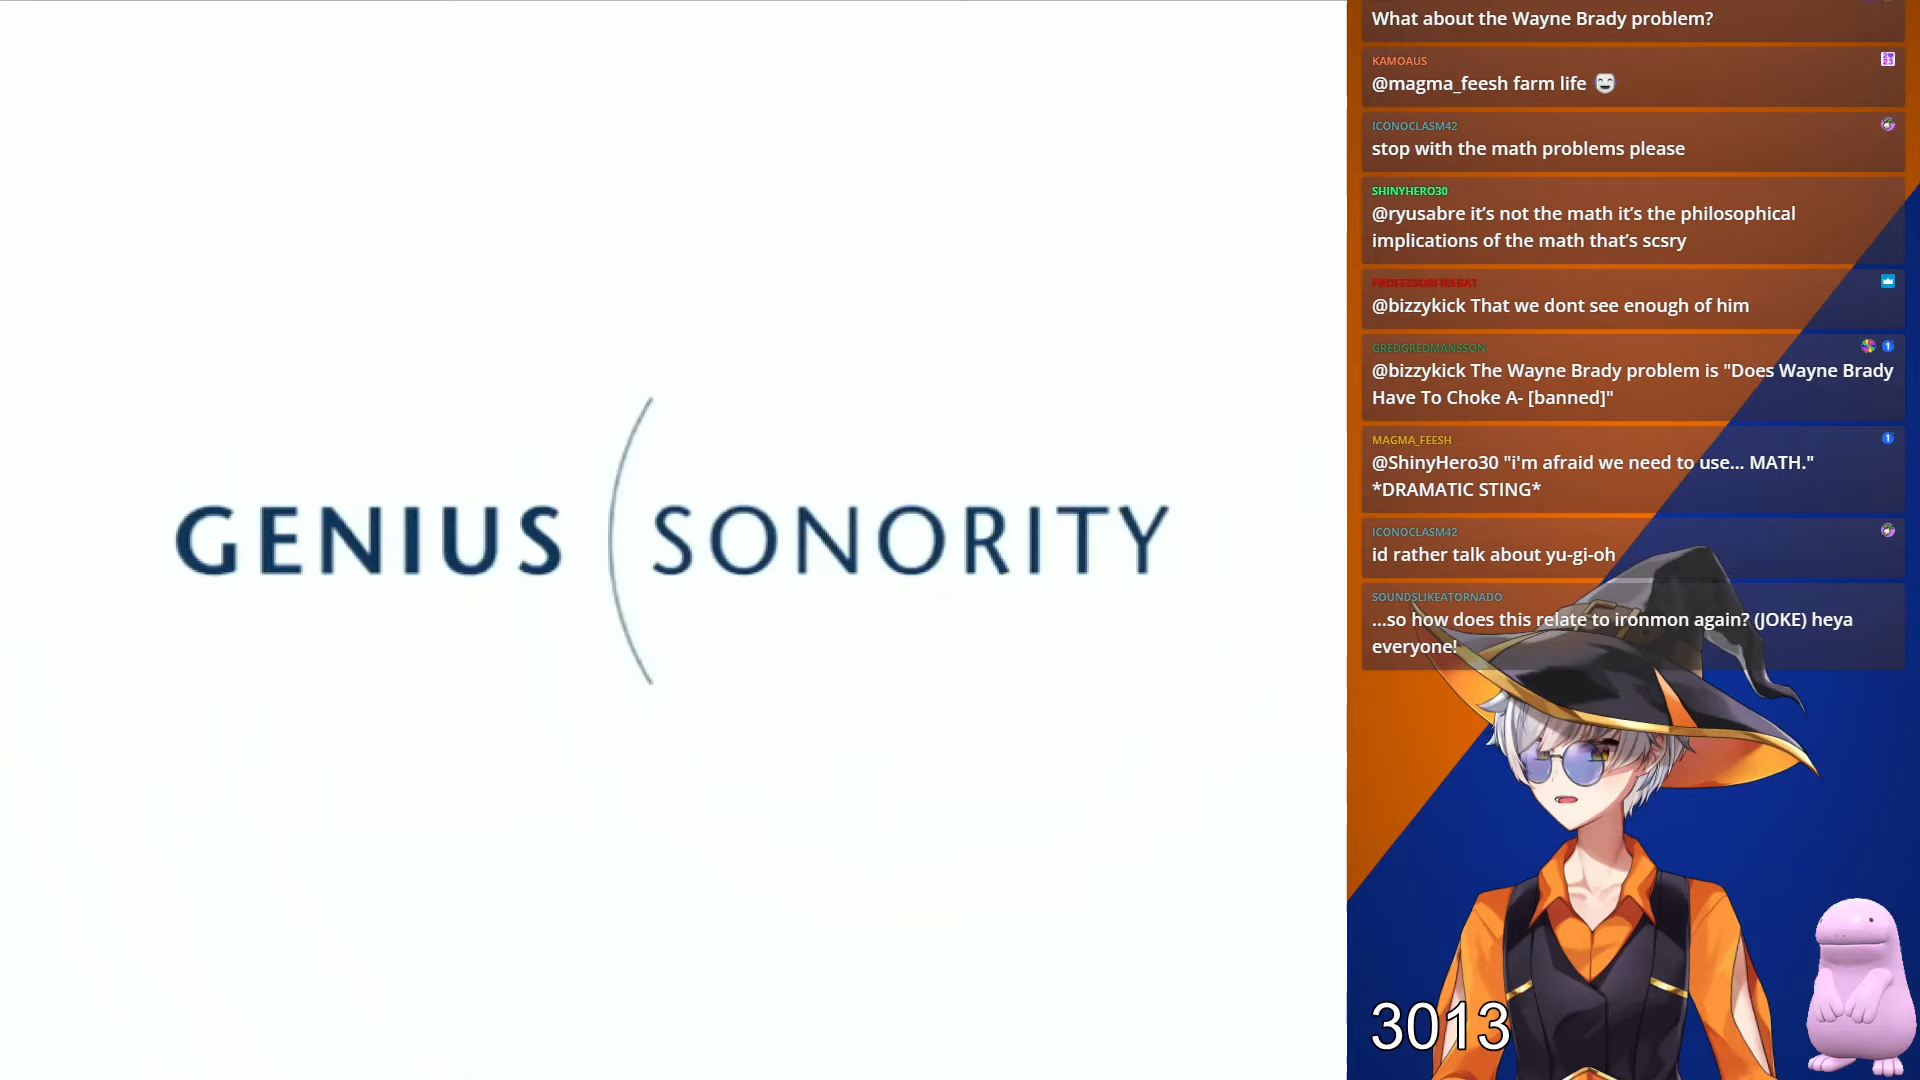 GENIUS SONORITY
What about the Wayne Brady problem?
KAMOAUS
@magma_feesh farm life
ICONOCLASM42
stop with the math problems please
SHINYHERO30
@ryusabre it’s not the math it’s the philosophical
implications of the math that’s scsry
PROFESSORFIREBAT
@bizzykick That we dont see enough of him
GREDGREDMANSSON
@bizzykick The Wayne Brady problem is "Does Wayne Brady
Have To Choke A- [banned]"
MAGMA_FEESH
@ShinyHero30 "i'm afraid we need to use... MATH."
*DRAMATIC STING*
ICONOCLASM42
id rather talk about yu-gi-oh
SOUNDSLIKEATORNADO
...so how does this relate to ironmon again? (JOKE) heya
everyone!
3013